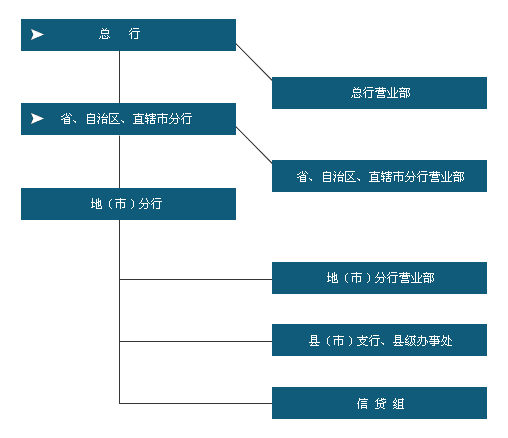 总 行
总行营业部
省、自治区、直辖市分行
省、自治区、直辖市分行营业部
地（市）分行
地（市）分行营业部
县（市）支行、县级办事处
信 贷 组